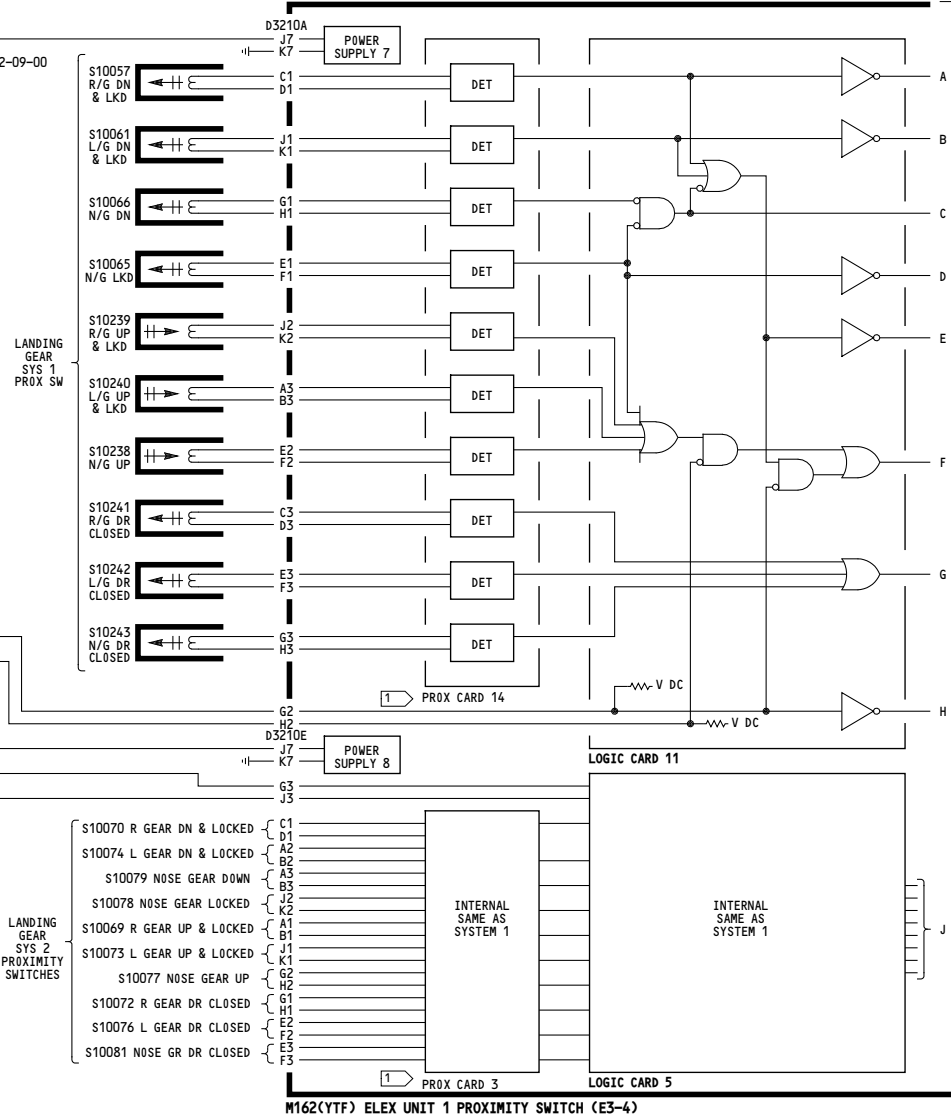 D3210A
J7
K7
POWER
SUPPLY 7
2-09-00
S10057
R/G DN
& LKD
C1
D1
DET
A
S10061
L/G DN
& LKD
J1
K1
DET
B
S10066
N/G DN
G1
H1
DET
C
S10065
N/G LKD
E1
F1
DET
D
S10239
R/G UP
& LKD
J2
K2
DET
E
LANDING
GEAR
SYS 1
PROX SW
S10240
L/G UP
& LKD
A3
B3
DET
S10238
N/G UP
E2
F2
DET
F
S10241
R/G DR
CLOSED
C3
D3
DET
S10242
L/G DR
CLOSED
E3
F3
DET
G
S10243
N/G DR
CLOSED
G3
H3
DET
1
PROX CARD 14
V DC
G2
H2
V DC
H
D3210E
J7
K7
POWER
SUPPLY 8
LOGIC CARD 11
G3
J3
S10070 R GEAR DN & LOCKED
C1
D1
S10074 L GEAR DN & LOCKED
A2
B2
S10079 NOSE GEAR DOWN
A3
B3
S10078 NOSE GEAR LOCKED
J2
K2
S10069 R GEAR UP & LOCKED
A1
B1
S10073 L GEAR UP & LOCKED
J1
K1
S10077 NOSE GEAR UP
G2
H2
S10072 R GEAR DR CLOSED
G1
H1
S10076 L GEAR DR CLOSED
E2
F2
S10081 NOSE GR DR CLOSED
E3
F3
LANDING
GEAR
SYS 2
PROXIMITY
SWITCHES
INTERNAL
SAME AS
SYSTEM 1
INTERNAL
SAME AS
SYSTEM 1
J
1
PROX CARD 3
LOGIC CARD 5
M162(YTF) ELEX UNIT 1 PROXIMITY SWITCH (E3-4)